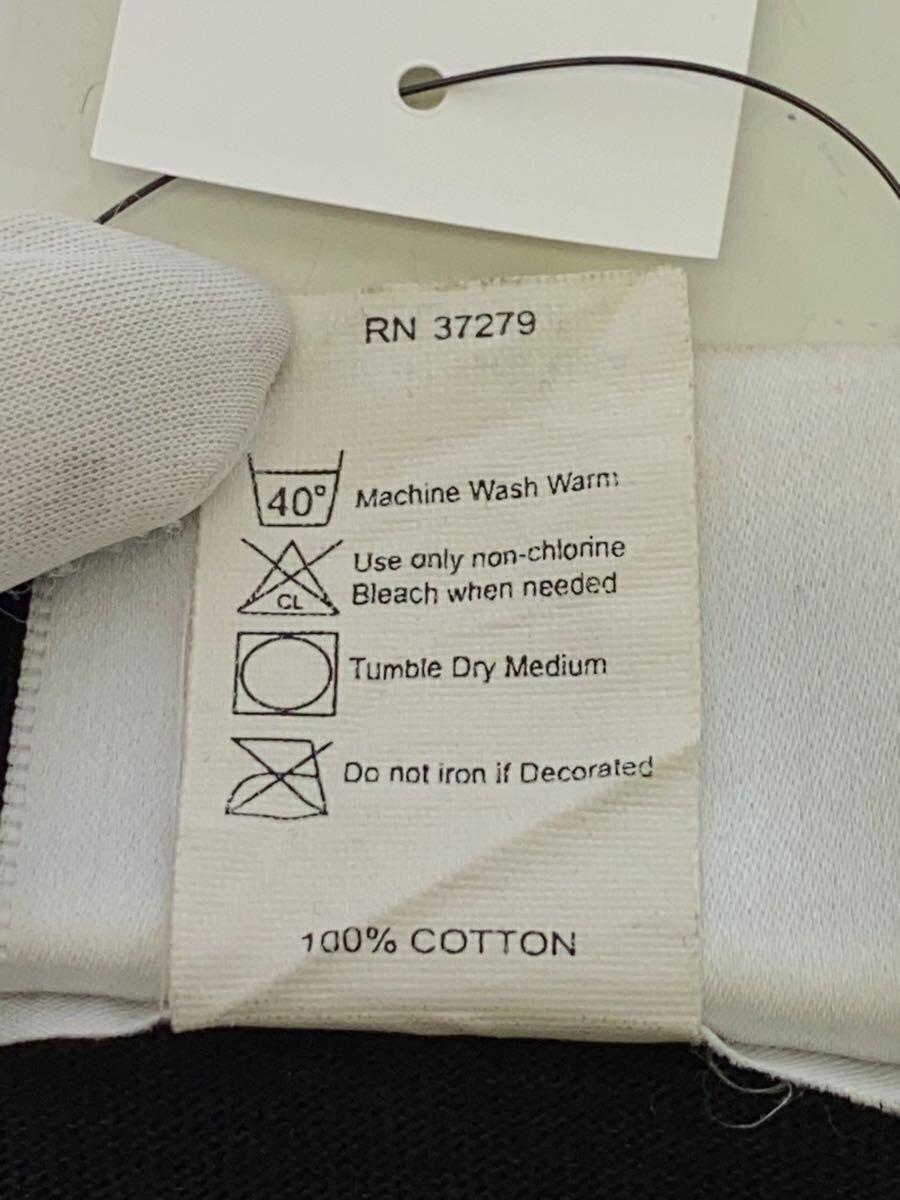 RN 37279
40°
Machine Wash Warm
CL
Use only non-chlorine
Bleach when needed
Tumble Dry Medium
Do not iron if Decorated
100% COTTON